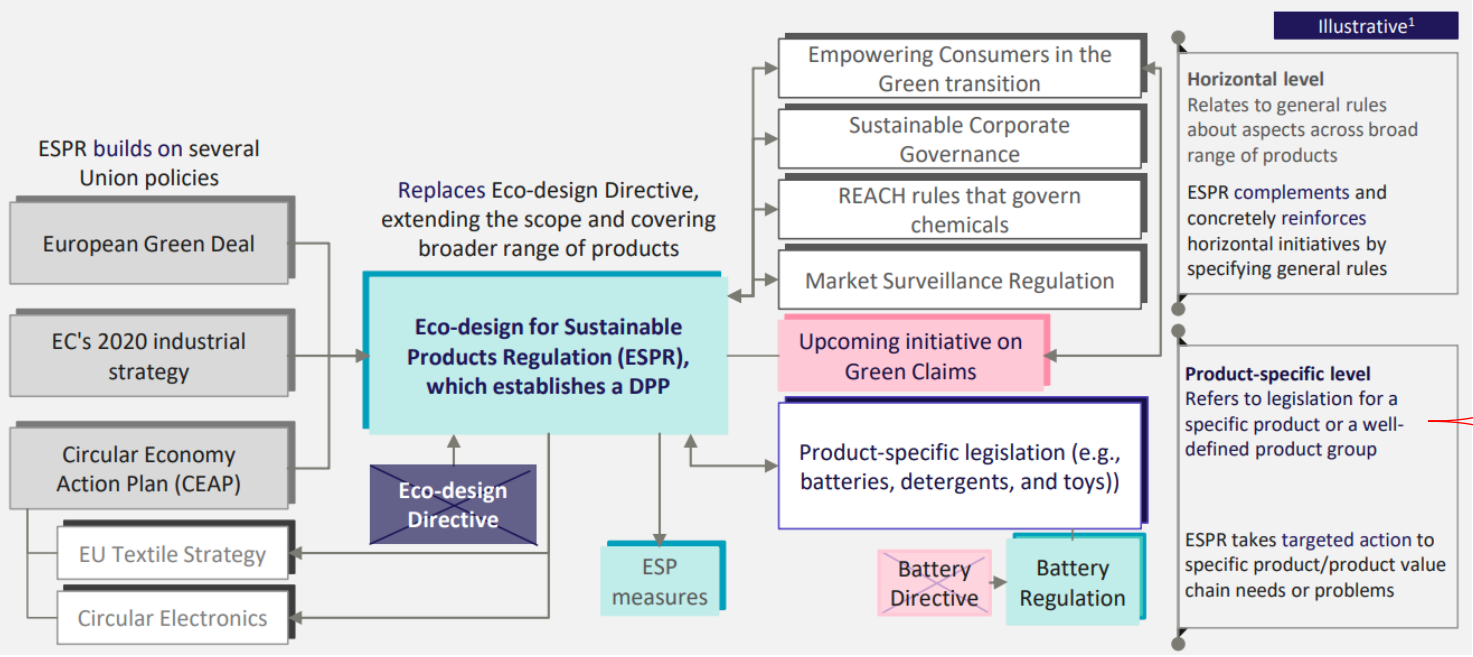 Illustrative1
ESPR builds on several
Union policies
European Green Deal
EC's 2020 industrial
strategy
Circular Economy
Action Plan (CEAP)
EU Textile Strategy
Circular Electronics
Replaces Eco-design Directive,
extending the scope and covering
broader range of products
Eco-design for Sustainable
Products Regulation (ESPR),
which establishes a DPP
Eco-design
Directive
ESP
measures
Empowering Consumers in the
Green transition
Sustainable Corporate
Governance
REACH rules that govern
chemicals
Market Surveillance Regulation
Upcoming initiative on
Green Claims
Product-specific legislation (e.g.,
batteries, detergents, and toys))
Battery
Directive
Battery
Regulation
Horizontal level
Relates to general rules
about aspects across broad
range of products
ESPR complements and
concretely reinforces
horizontal initiatives by
specifying general rules
Product-specific level
Refers to legislation for a
specific product or a well-
defined product group
ESPR takes targeted action to
specific product/product value
chain needs or problems